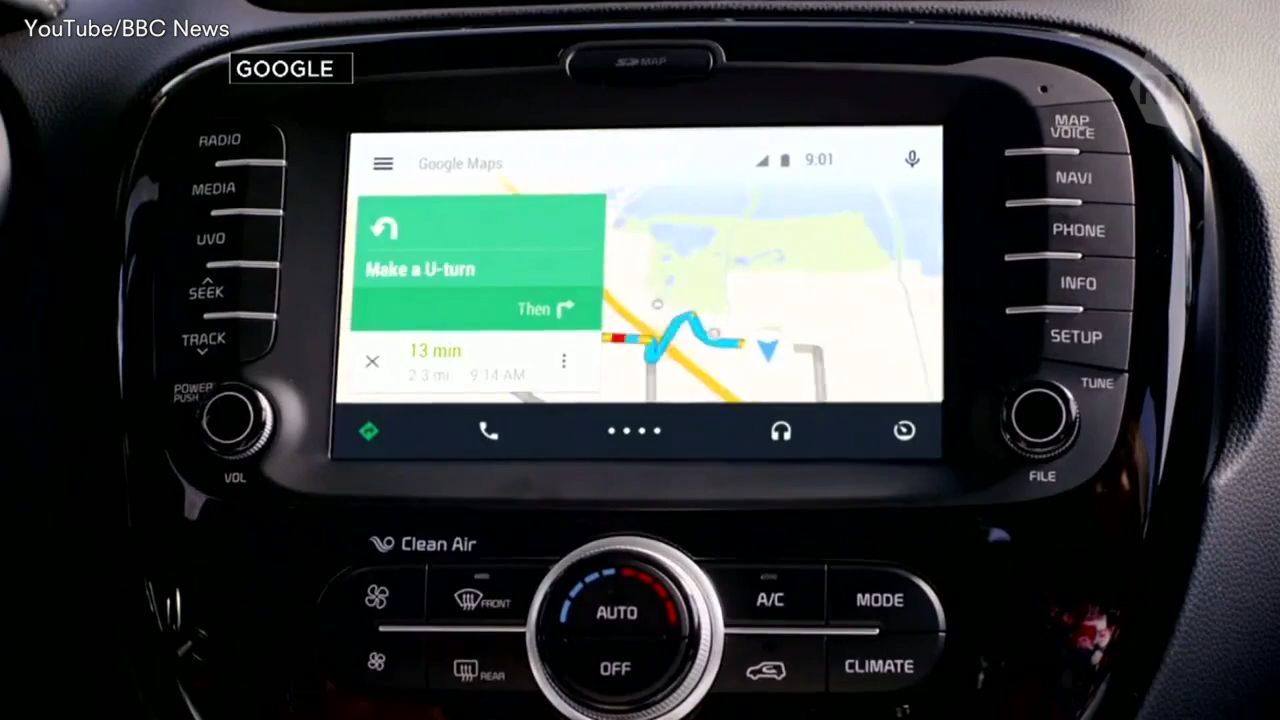 YouTube/BBC News
GOOGLE
SD MAP
RADIO
MEDIA
UVO
SEEK
TRACK
POWER
PUSH
VOL
Google Maps
9:01
Make a U-turn
Then
13 min
2.3 mi 9:14 AM
MAP
VOICE
NAVI
PHONE
INFO
SETUP
TUNE
FILE
Clean Air
FRONT
AUTO
A/C
MODE
REAR
OFF
CLIMATE